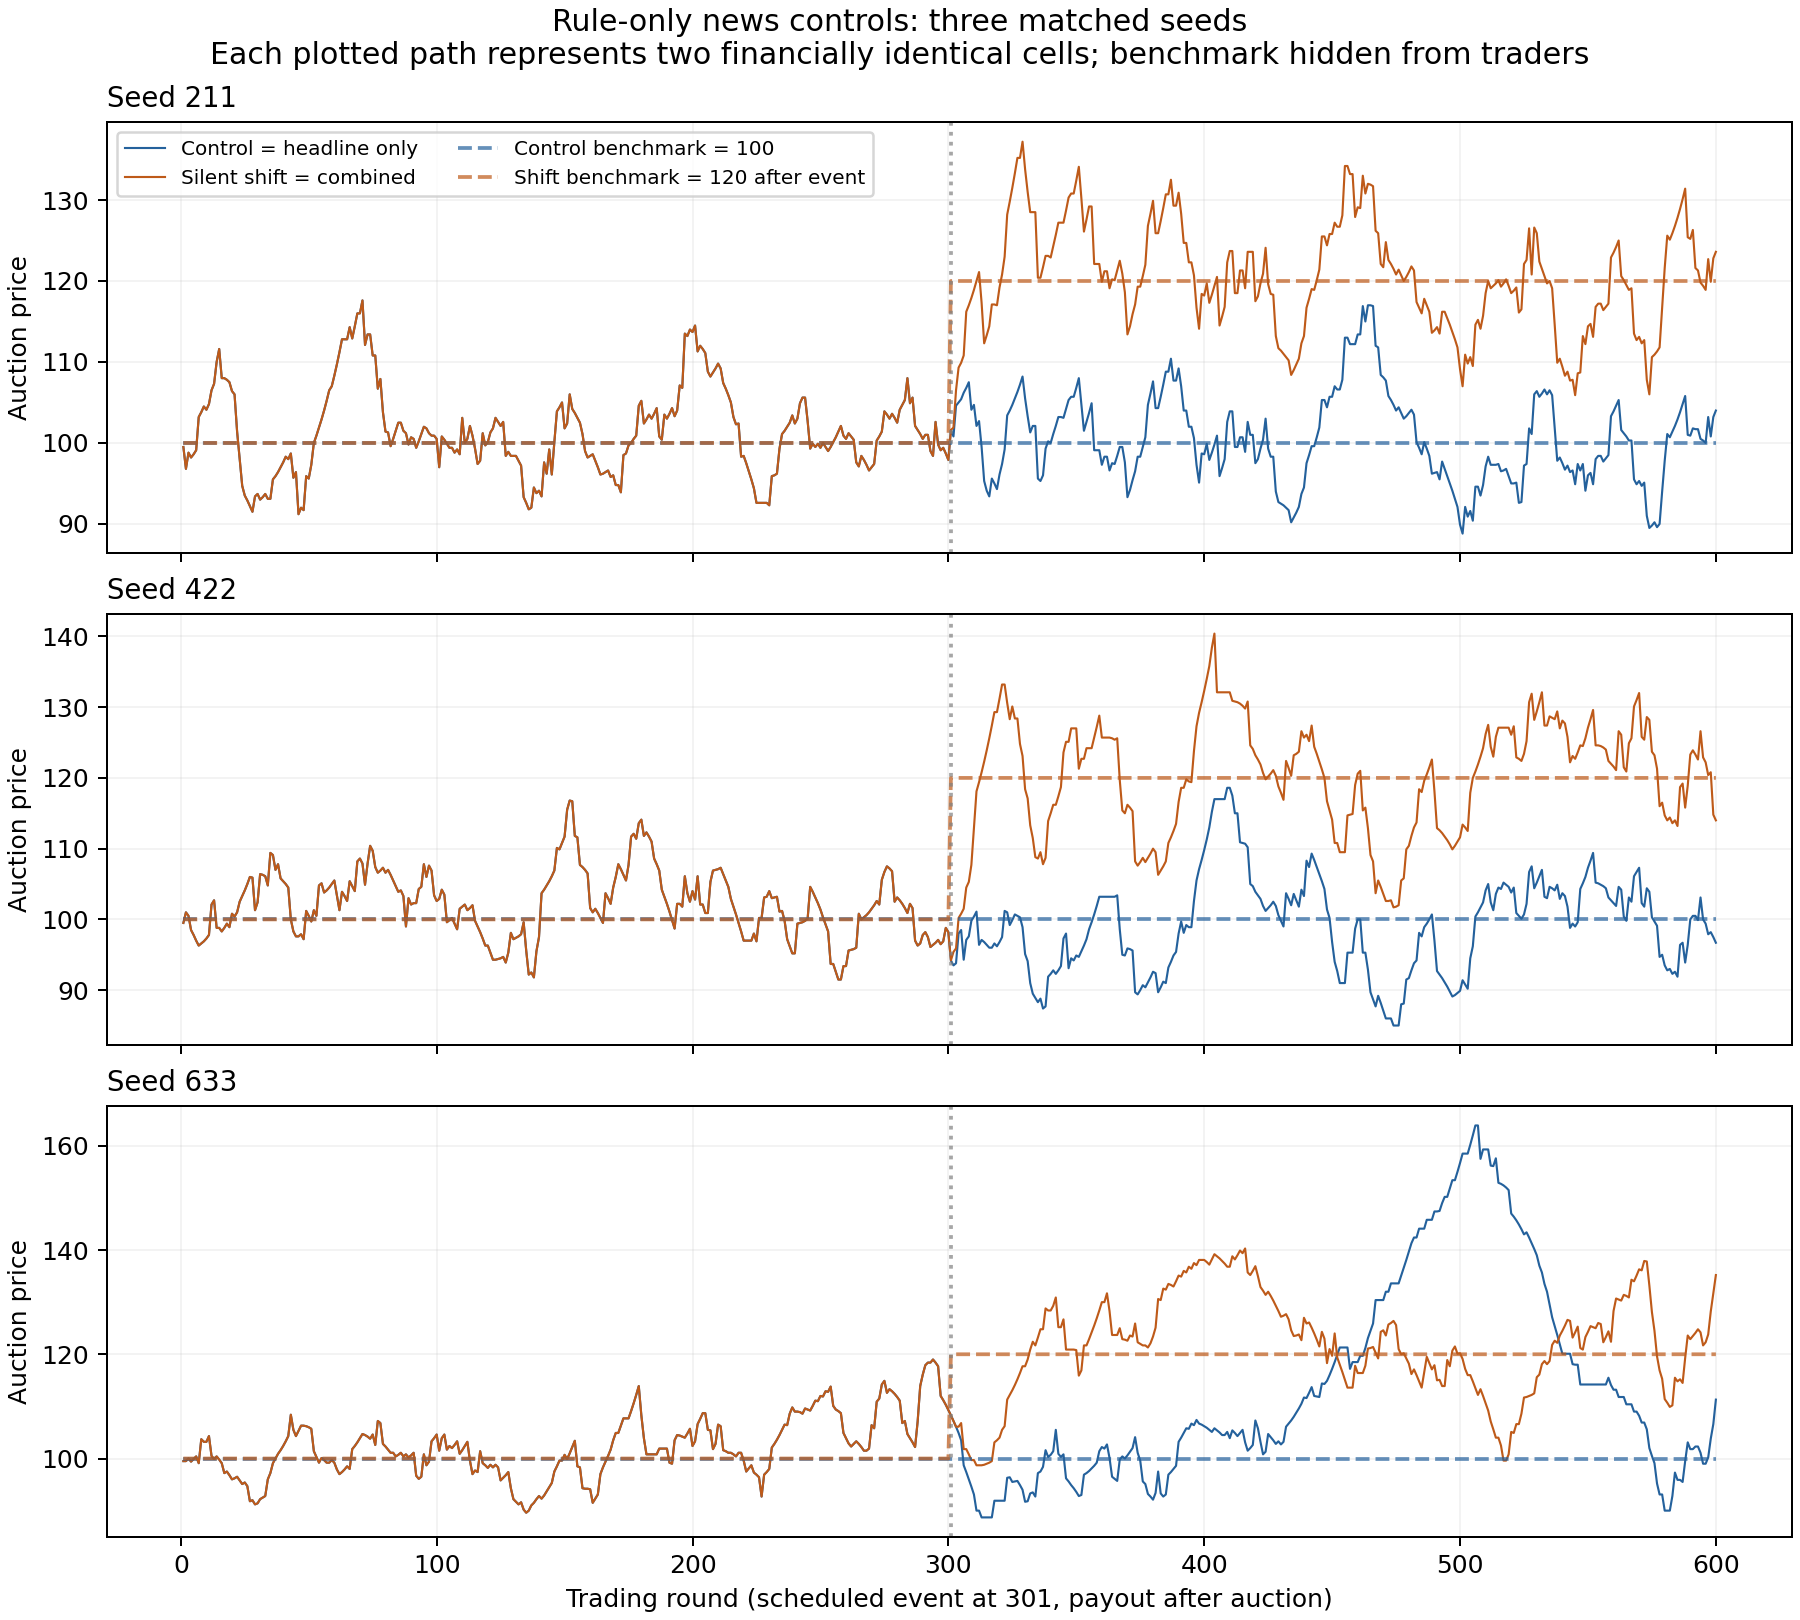 Rule-only news controls: three matched seeds
Each plotted path represents two financially identical cells; benchmark hidden from traders
Seed 211
Control = headline only
Silent shift = combined
Control benchmark = 100
Shift benchmark = 120 after event
Auction price
130
120
110
100
90
Seed 422
Auction price
140
130
120
110
100
90
Seed 633
Auction price
160
140
120
100
0 100 200 300 400 500 600
Trading round (scheduled event at 301, payout after auction)